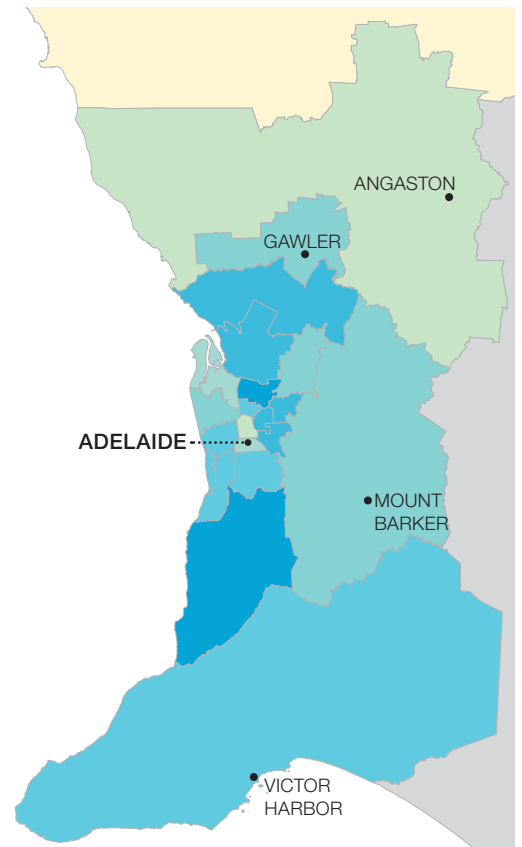 ANGASTON
GAWLER
ADELAIDE
MOUNT
BARKER
VICTOR
HARBOR